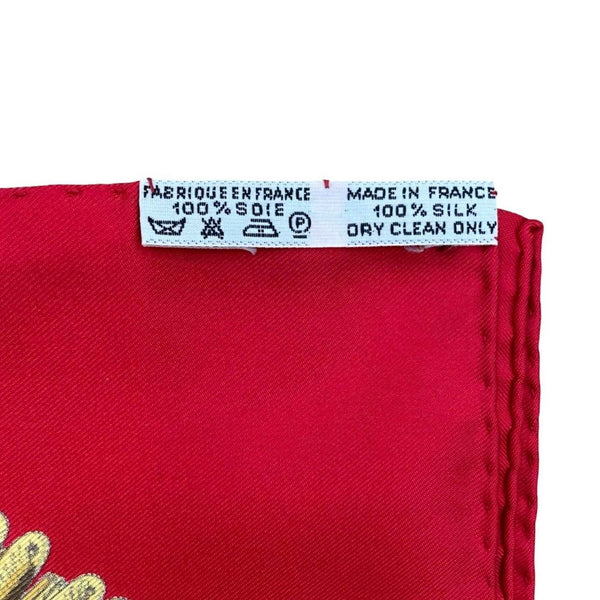 FABRIQUE EN FRANCE
100% SOIE
P
MADE IN FRANCE
100% SILK
DRY CLEAN ONLY